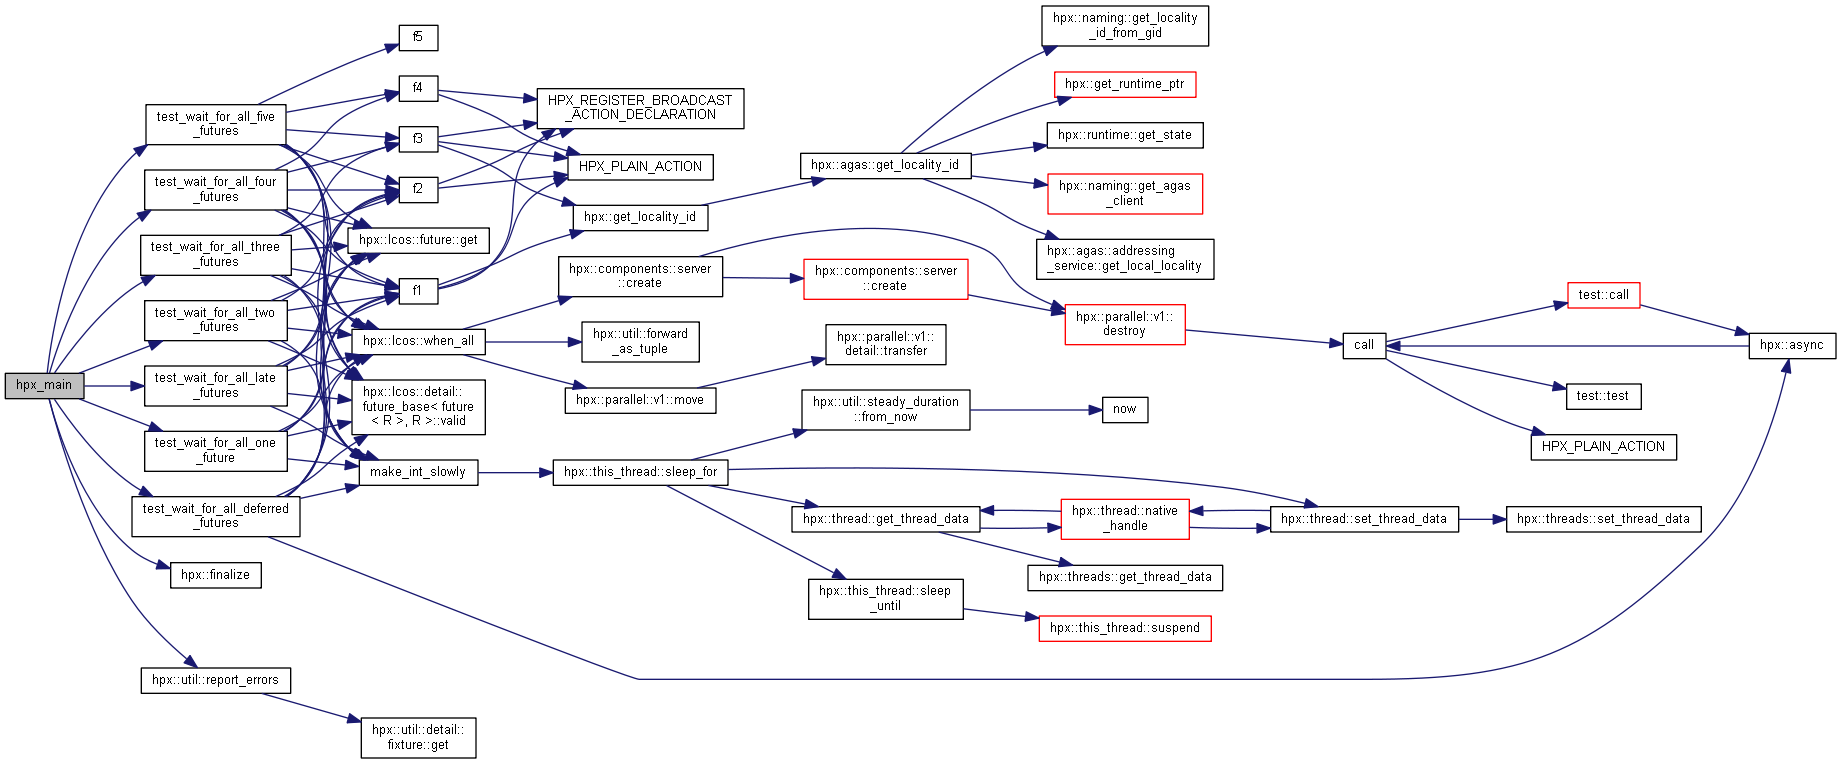 hpx_main
test_wait_for_all_five
_futures
test_wait_for_all_four
_futures
test_wait_for_all_three
_futures
test_wait_for_all_two
_futures
test_wait_for_all_late
_futures
test_wait_for_all_one
_future
test_wait_for_all_deferred
_futures
hpx::finalize
hpx::util::report_errors
f5
f4
f3
f2
hpx::lcos::future::get
f1
hpx::lcos::when_all
hpx::lcos::detail::
future_base< future
< R >, R >::valid
make_int_slowly
hpx::util::detail::
fixture::get
HPX_REGISTER_BROADCAST
_ACTION_DECLARATION
HPX_PLAIN_ACTION
hpx::get_locality_id
hpx::components::server
::create
hpx::util::forward
_as_tuple
hpx::parallel::v1::move
hpx::this_thread::sleep_for
hpx::agas::get_locality_id
hpx::components::server
::create
hpx::parallel::v1::
detail::transfer
hpx::util::steady_duration
::from_now
hpx::thread::get_thread_data
hpx::this_thread::sleep
_until
hpx::naming::get_locality
_id_from_gid
hpx::get_runtime_ptr
hpx::runtime::get_state
hpx::naming::get_agas
_client
hpx::agas::addressing
_service::get_local_locality
hpx::parallel::v1::
destroy
now
hpx::thread::native
_handle
hpx::threads::get_thread_data
hpx::this_thread::suspend
call
hpx::thread::set_thread_data
test::call
test::test
HPX_PLAIN_ACTION
hpx::threads::set_thread_data
hpx::async